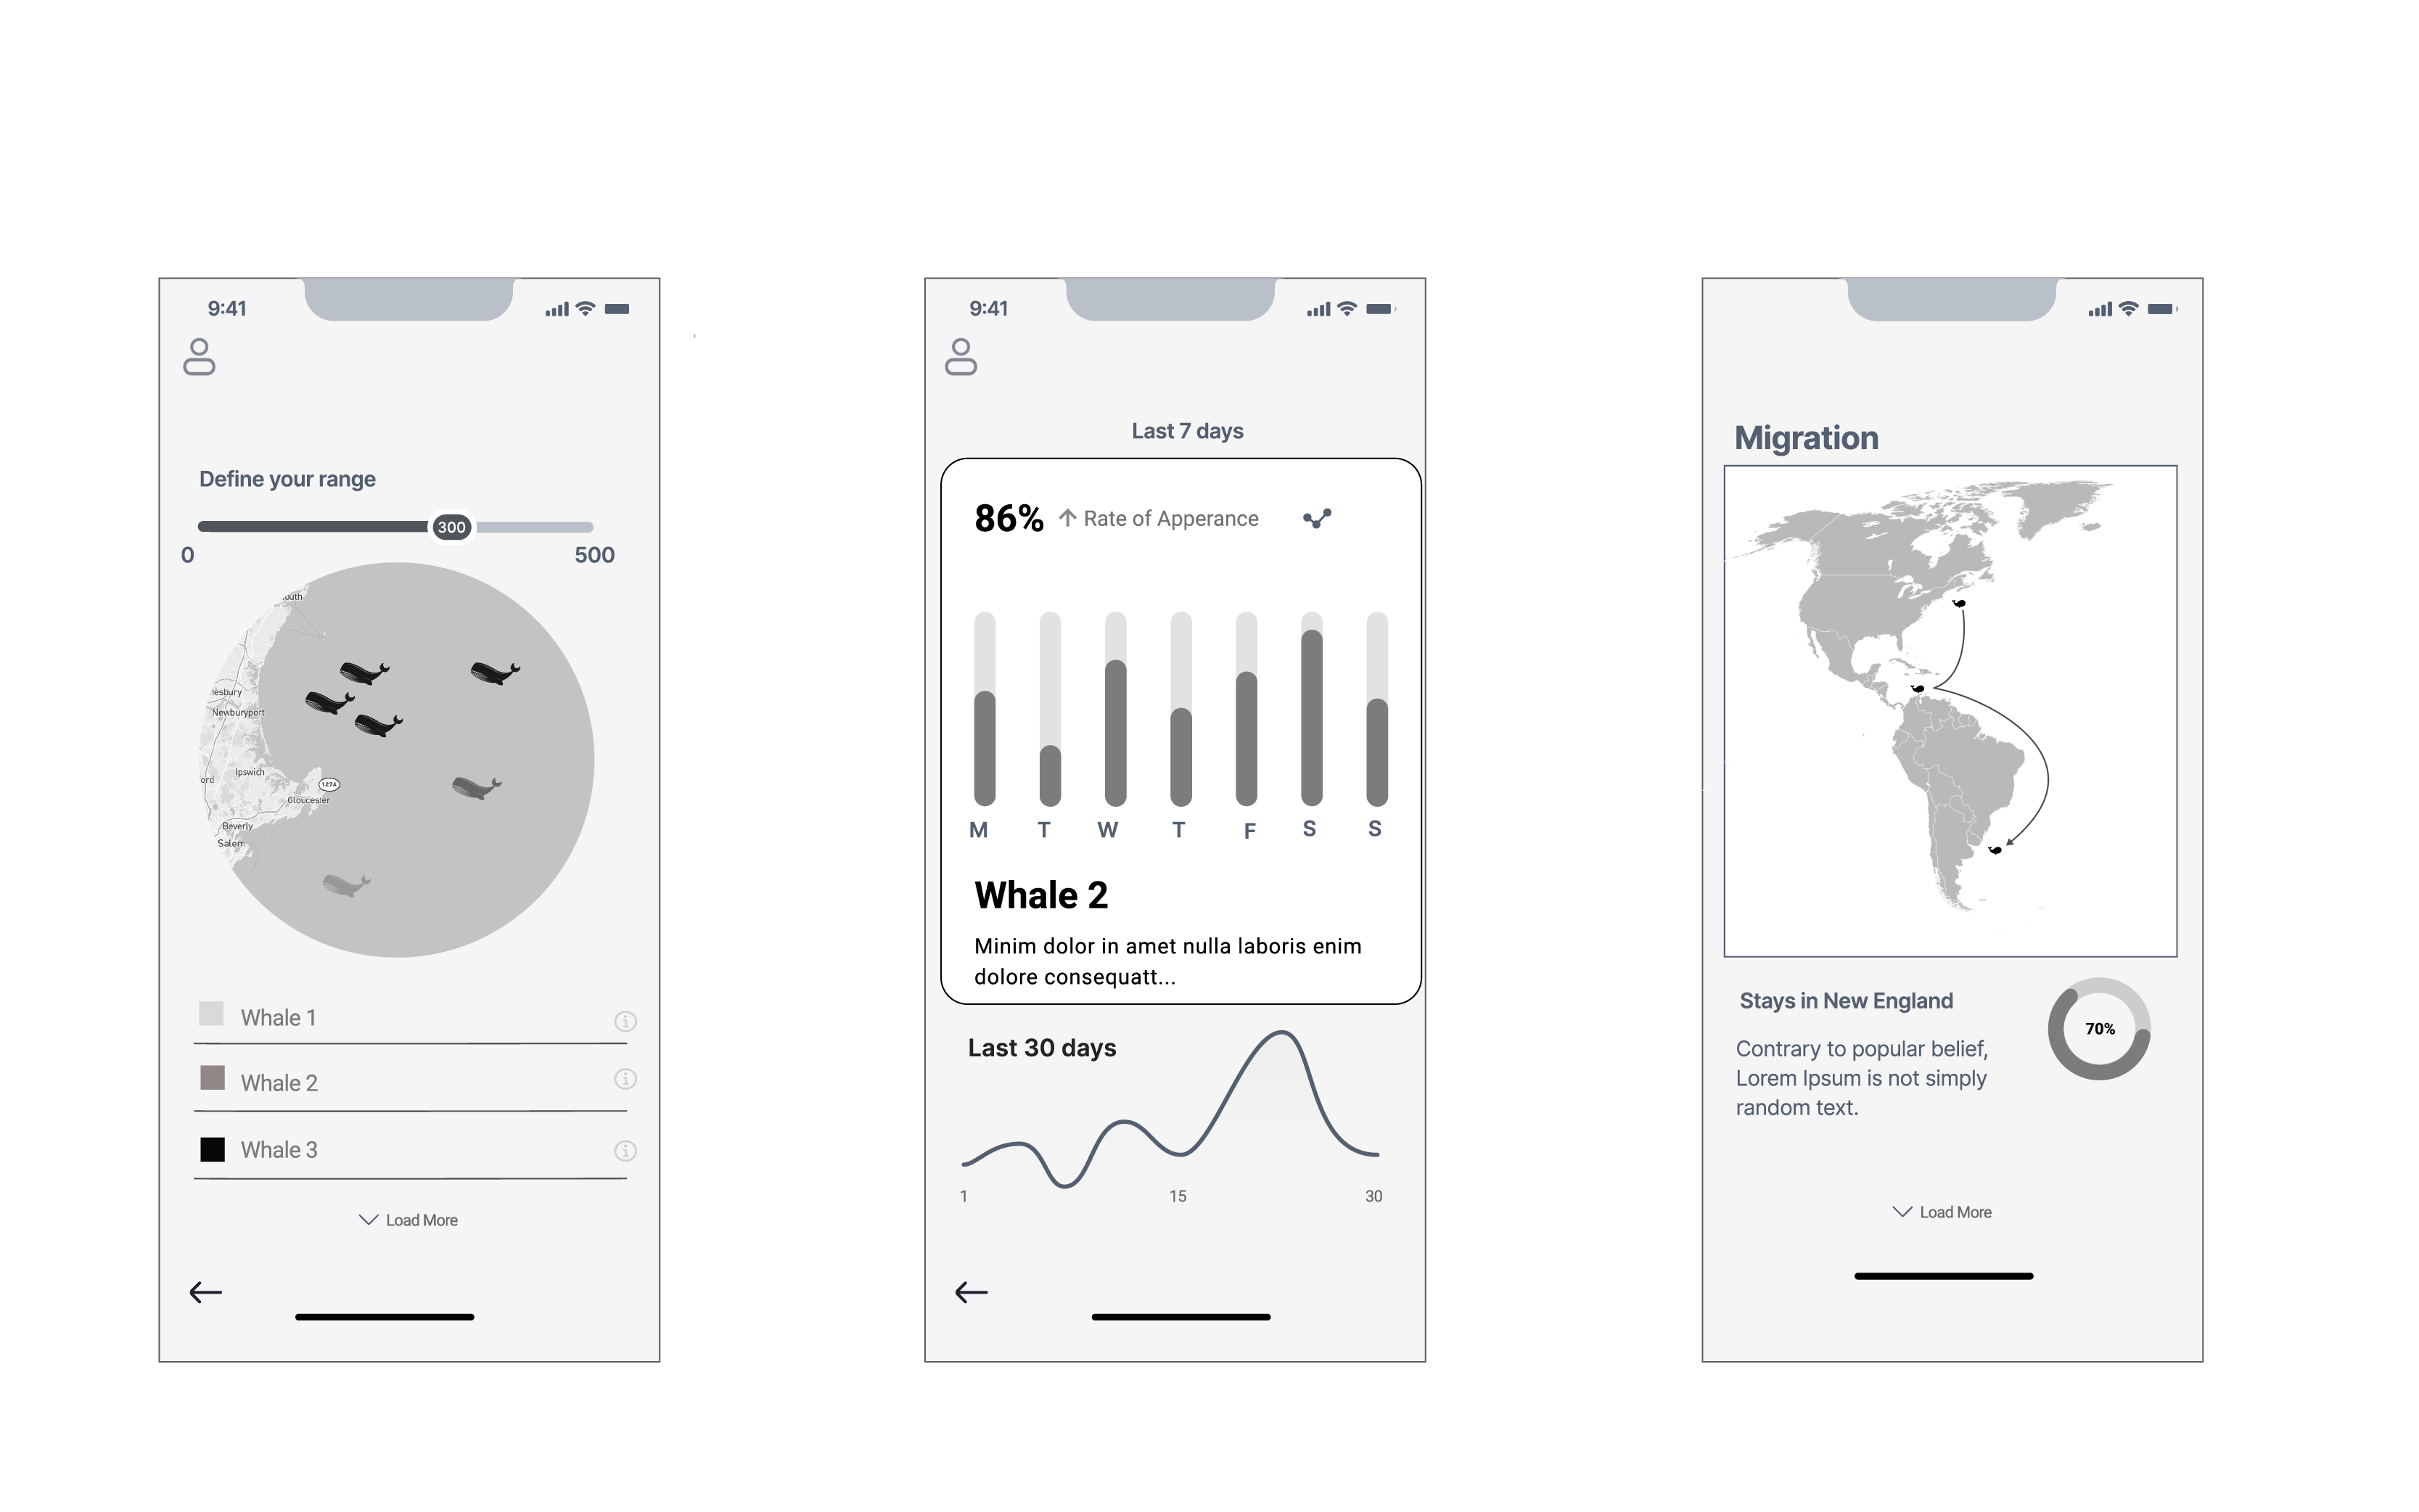 9:41
Define your range
300
0
500
outh
nesbury
Newburyport
ord
Ipswich
127A
Gloucester
Beverly
Salem
Whale 1
Whale 2
Whale 3
Load More
9:41
Last 7 days
86% ↑ Rate of Apperance
M T W T F S S
Whale 2
Minim dolor in amet nulla laboris enim
dolore consequatt...
Last 30 days
1 15 30
Migration
Stays in New England
70%
Contrary to popular belief,
Lorem Ipsum is not simply
random text.
Load More